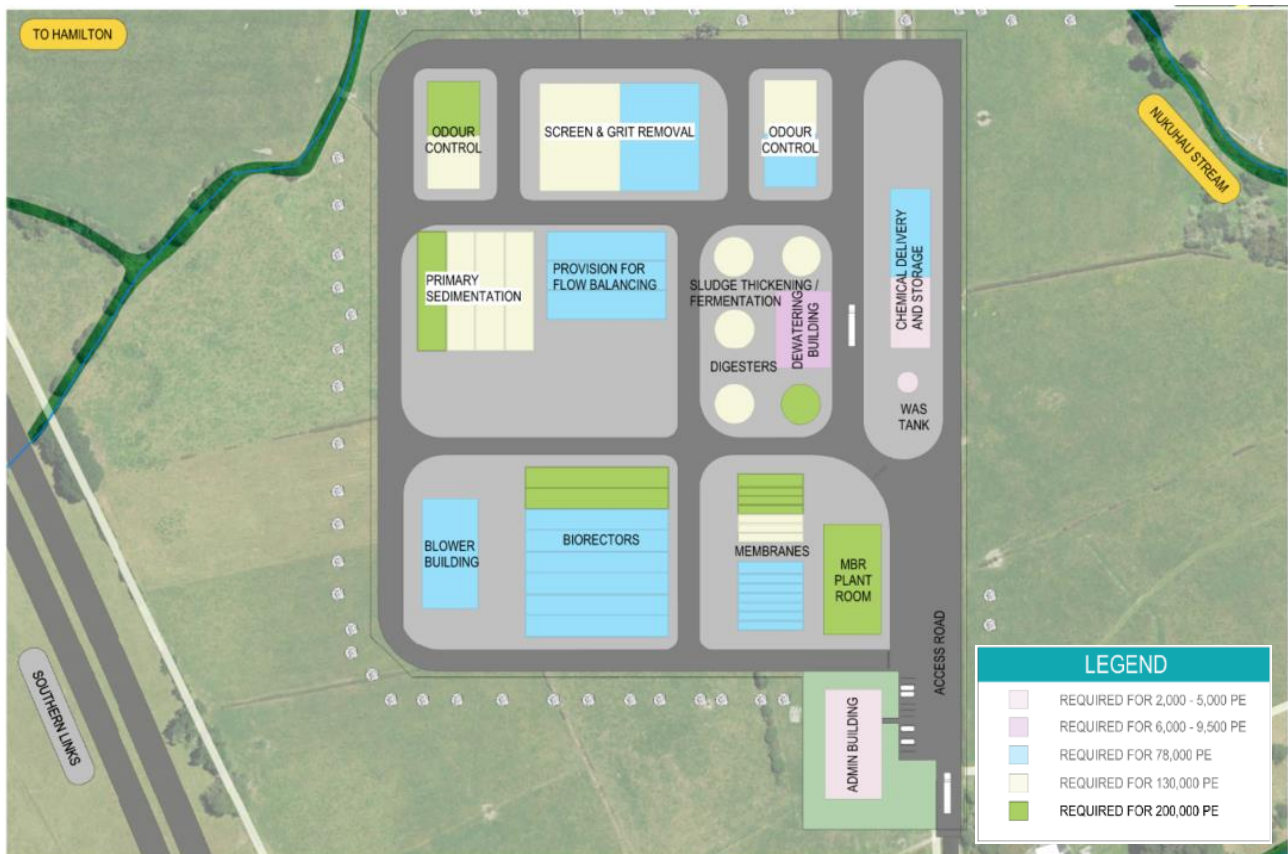 TO HAMILTON
ODOUR
CONTROL
SCREEN & GRIT REMOVAL
ODOUR
CONTROL
NUKUHAU STREAM
PRIMARY
SEDIMENTATION
PROVISION FOR
FLOW BALANCING
SLUDGE THICKENING /
FERMENTATION
DEWATERING
BUILDING
DIGESTERS
CHEMICAL DELIVERY
AND STORAGE
WAS
TANK
BLOWER
BUILDING
BIORECTORS
MEMBRANES
MBR
PLANT
ROOM
ACCESS ROAD
ADMIN BUILDING
SOUTHERN LINKS
LEGEND
REQUIRED FOR 2,000 - 5,000 PE
REQUIRED FOR 6,000 - 9,500 PE
REQUIRED FOR 78,000 PE
REQUIRED FOR 130,000 PE
REQUIRED FOR 200,000 PE